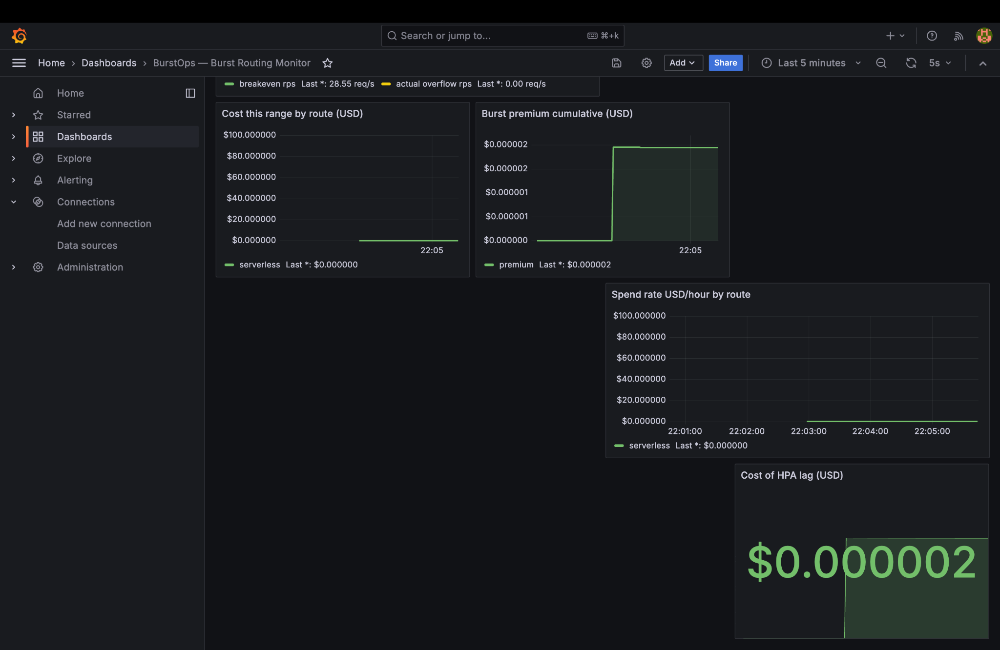 Search or jump to...
⌘+k
Home › Dashboards › BurstOps — Burst Routing Monitor
Add
Share
Last 5 minutes
5s
Home
Starred
Dashboards
Explore
Alerting
Connections
Add new connection
Data sources
Administration
breakeven rps Last *: 28.55 req/s actual overflow rps Last *: 0.00 req/s
Cost this range by route (USD)
$100.000000
$80.000000
$60.000000
$40.000000
$20.000000
$0.000000
22:05
serverless Last *: $0.000000
Burst premium cumulative (USD)
$0.000002
$0.000002
$0.000001
$0.000001
$0.000000
22:05
premium Last *: $0.000002
Spend rate USD/hour by route
$100.000000
$80.000000
$60.000000
$40.000000
$20.000000
$0.000000
22:01:00 22:02:00 22:03:00 22:04:00 22:05:00
serverless Last *: $0.000000
Cost of HPA lag (USD)
$0.000002